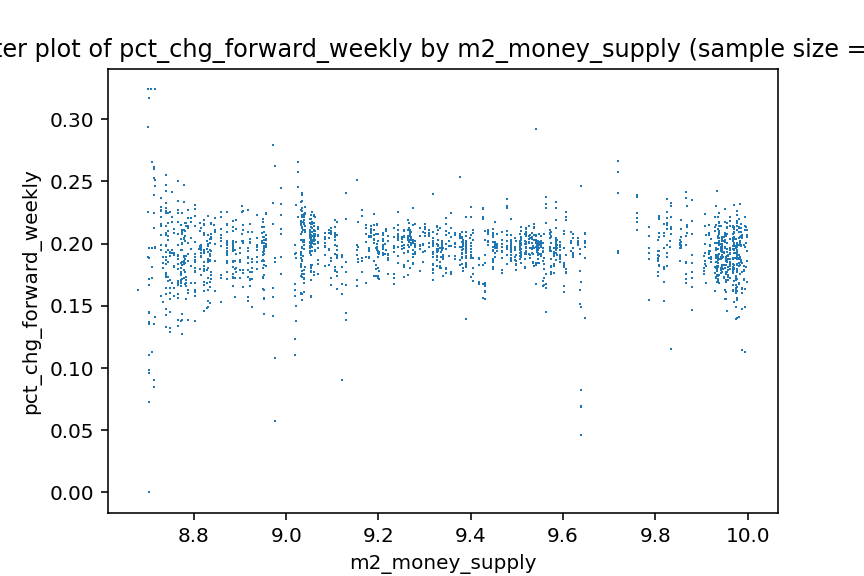 ter plot of pct_chg_forward_weekly by m2_money_supply (sample size =
pct_chg_forward_weekly
0.30
0.25
0.20
0.15
0.10
0.05
0.00
8.8 9.0 9.2 9.4 9.6 9.8 10.0
m2_money_supply